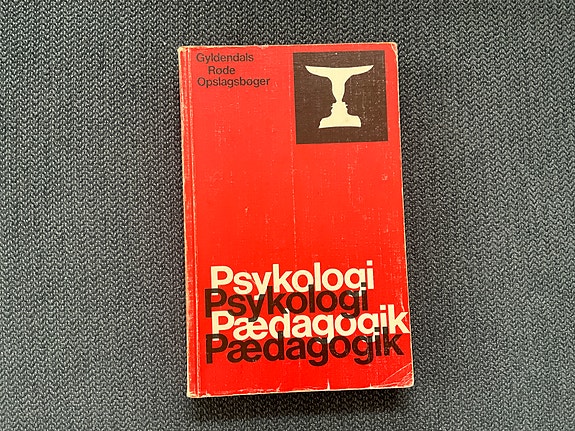 Gyldendals
Røde
Opslagsbøger
Psykologi
Psykologi
Pædagogik
Pædagogik